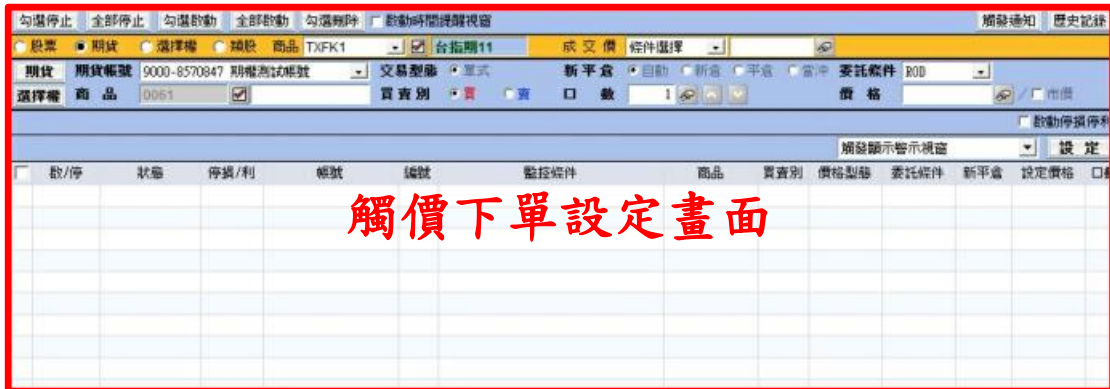 勾選停止 全部停止 勾選啟動 全部啟動 勾選刪除 啟動時間提醒視窗 觸發通知 歷史記錄
股票 期貨 選擇權 類股 商品 TXFK1 台指期11 成交價 條件選擇
期貨 期貨帳號 9000-8570847 期權測試帳號 交易型態 單式 新平倉 自動 新倉 平倉 當沖 委託條件 ROD
選擇權 商品 0061 買賣別 買 賣 口數 1 價格 / 市價
啟動停損停利
觸發顯示警示視窗 設定
啟/停 狀態 停損/利 帳號 編號 監控條件 商品 買賣別 價格型態 委託條件 新平倉 設定價格 口數
觸價下單設定畫面